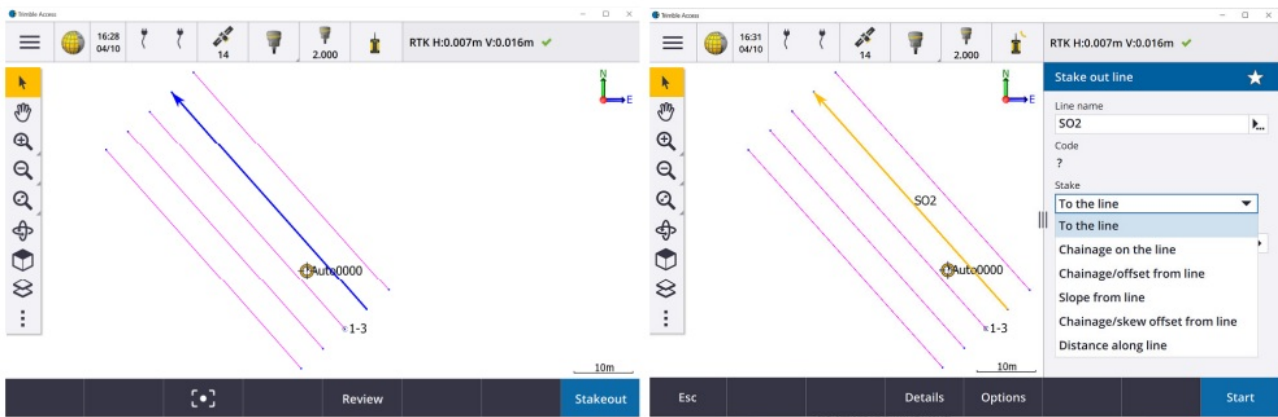 Trimble Access
16:28
04/10
14
2.000
RTK H:0.007m V:0.016m
N
E
Auto0000
1-3
10m
Review
Stakeout
Trimble Access
16:31
04/10
14
2.000
RTK H:0.007m V:0.016m
N
E
SO2
Auto0000
1-3
10m
Stake out line
Line name
SO2
Code
?
Stake
To the line
To the line
Chainage on the line
Chainage/offset from line
Slope from line
Chainage/skew offset from line
Distance along line
Esc
Details
Options
Start